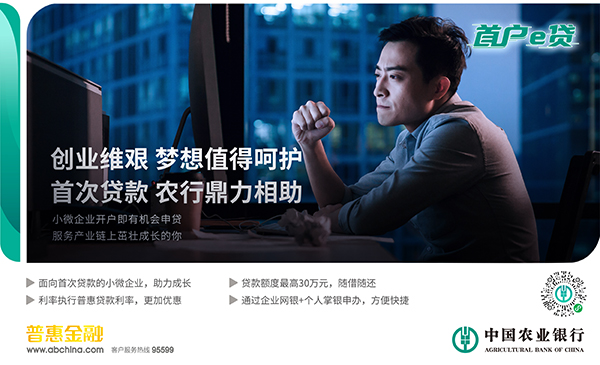 首户e贷
创业维艰 梦想值得呵护
首次贷款 农行鼎力相助
小微企业开户即有机会申贷
服务产业链上茁壮成长的你
面向首次贷款的小微企业，助力成长
贷款额度最高30万元，随借随还
利率执行普惠贷款利率，更加优惠
通过企业网银+个人掌银申办，方便快捷
普惠金融
www.abchina.com 客户服务热线 95599
中国农业银行
AGRICULTURAL BANK OF CHINA